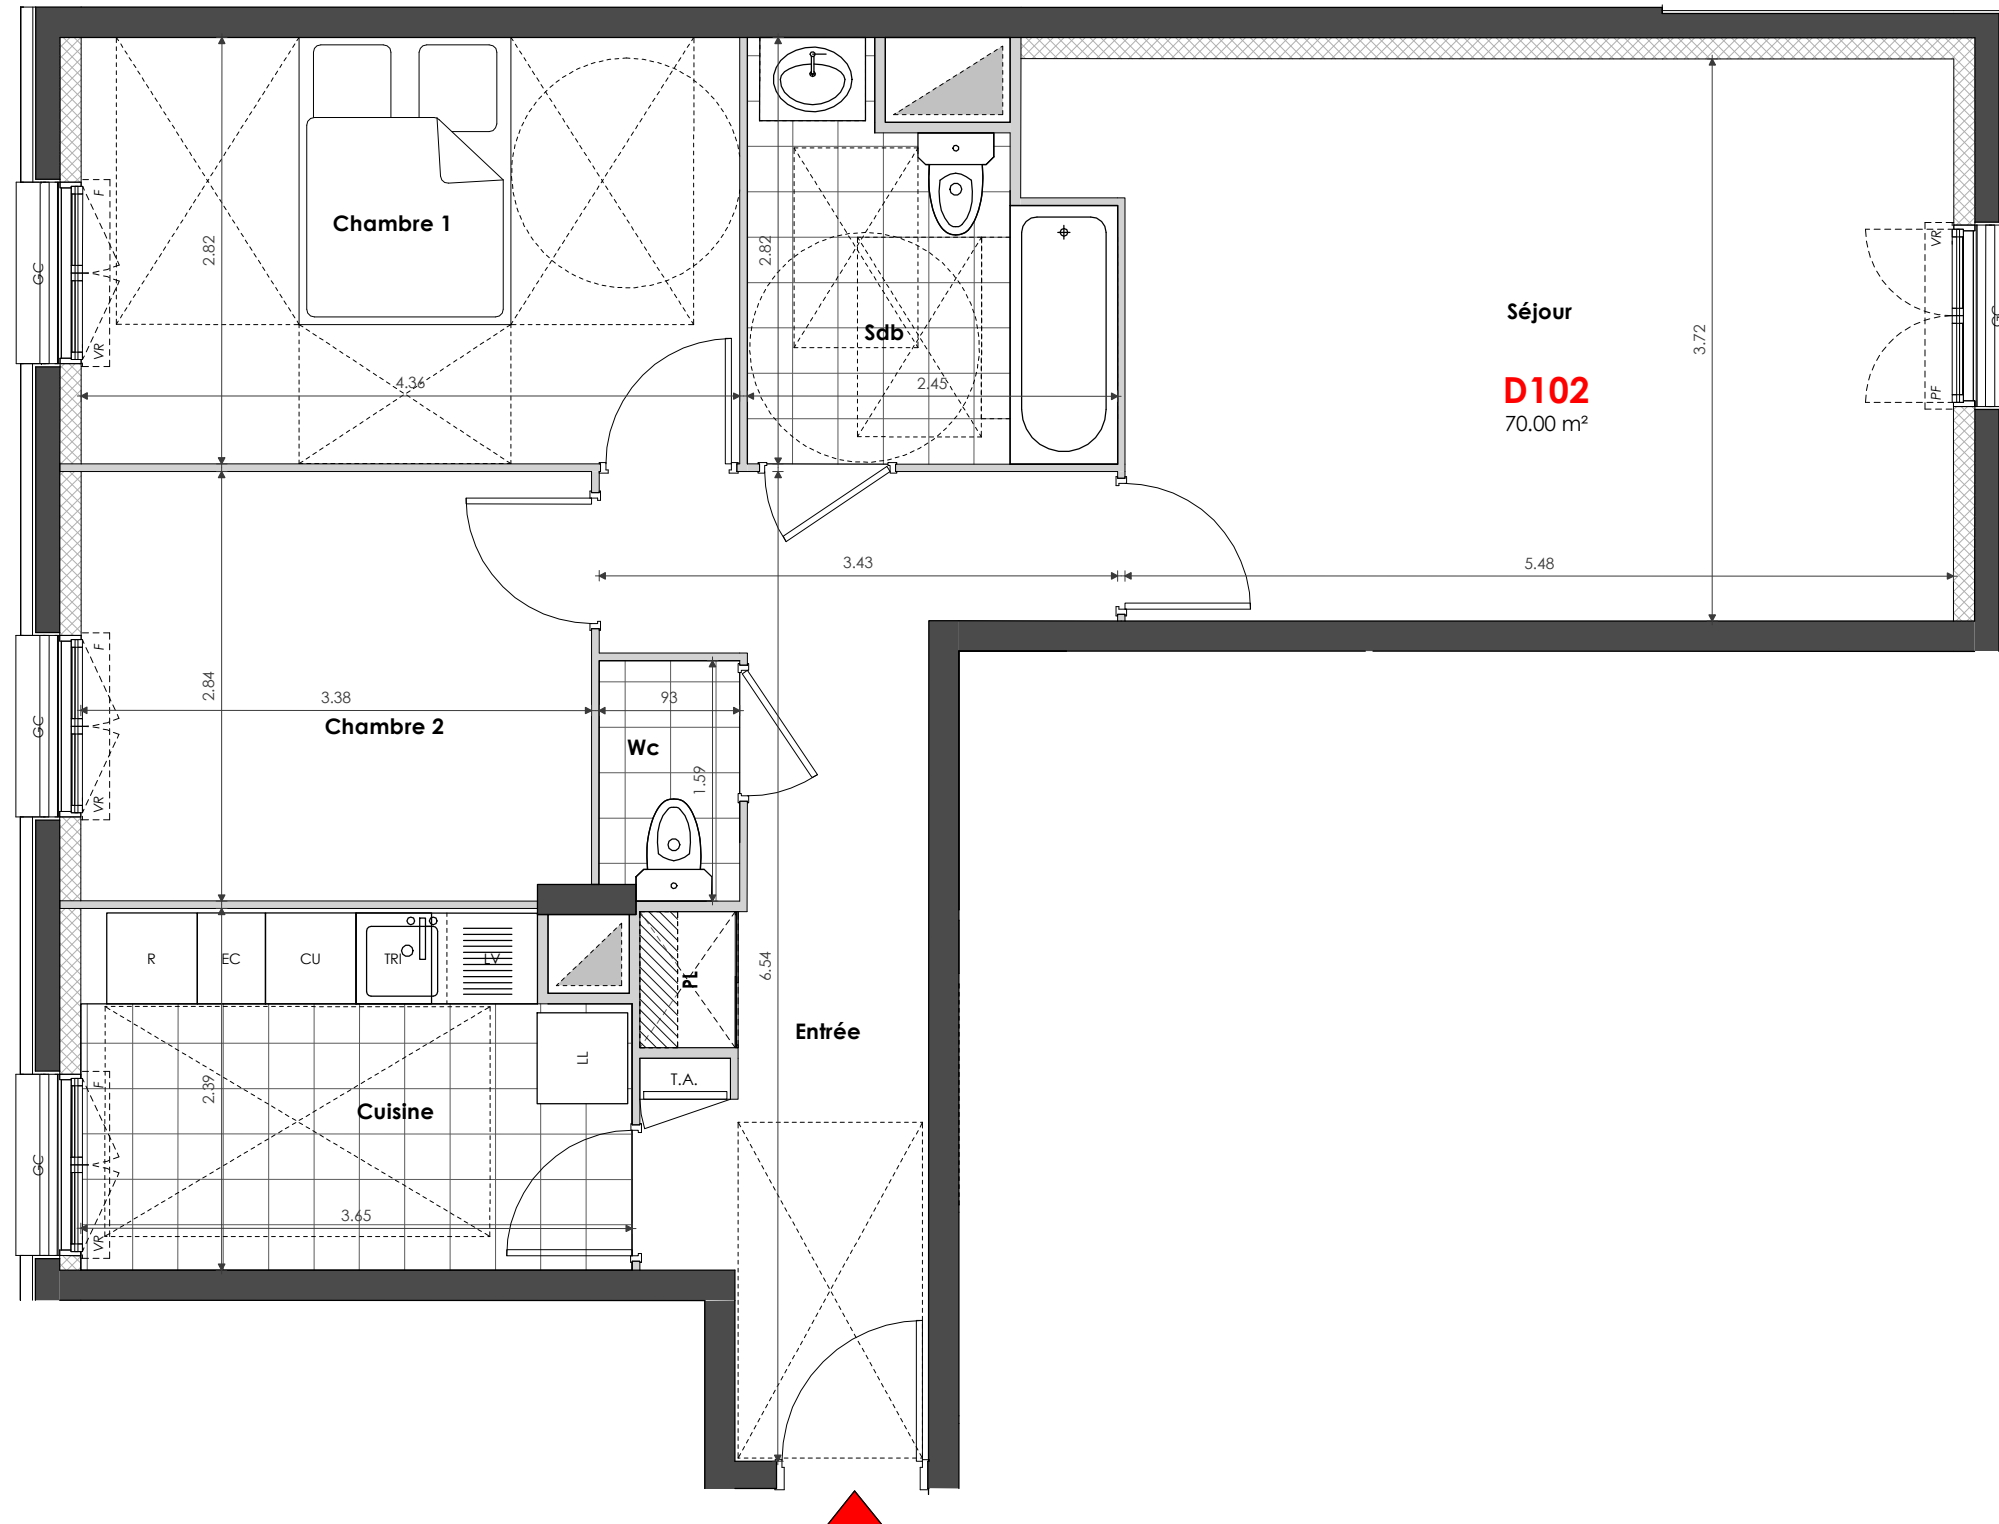 F
Chambre 1
2.82
2.82
GC
VR
VR
Séjour
Sdb
3.72
GC
4.36
2.45
D102
PF
70.00 m²
3.43
5.48
F
2.84
3.38
93
GC
Chambre 2
Wc
1.59
VR
R
EC
CU
TRI
LV
PL
6.54
Entrée
LL
T.A.
F
2.39
Cuisine
GC
3.65
VR